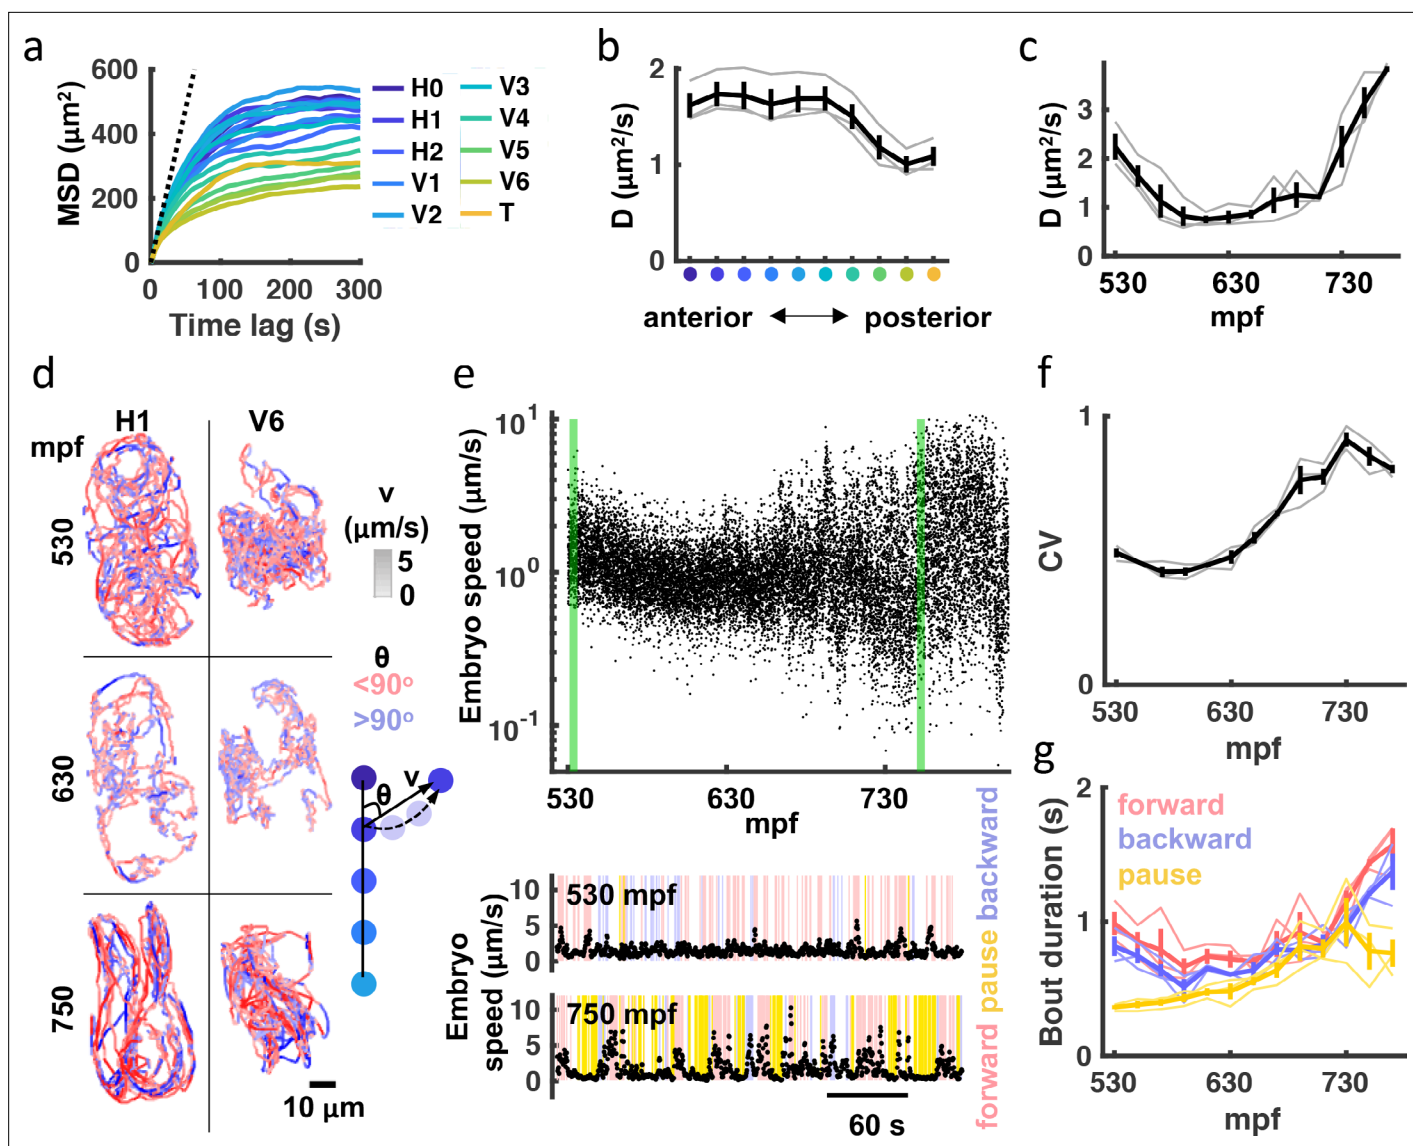 a
MSD (µm²)
600
400
200
0
0 100 200 300
Time lag (s)
H0
H1
H2
V1
V2
V3
V4
V5
V6
T
b
D (µm²/s)
2
1
0
anterior posterior
c
D (µm²/s)
3
2
1
0
530 630 730
mpf
d
H1 V6
mpf
530
630
750
v
(µm/s)
5
0
θ
<90°
>90°
v
θ
10 µm
e
Embryo speed (µm/s)
10¹
10⁰
10⁻¹
530 630 730
mpf
Embryo
speed (µm/s)
530 mpf
10
5
0
750 mpf
10
5
0
60 s
forward pause backward
f
CV
1
0
530 630 730
mpf
g
Bout duration (s)
2
1
0
forward
backward
pause
530 630 730
mpf